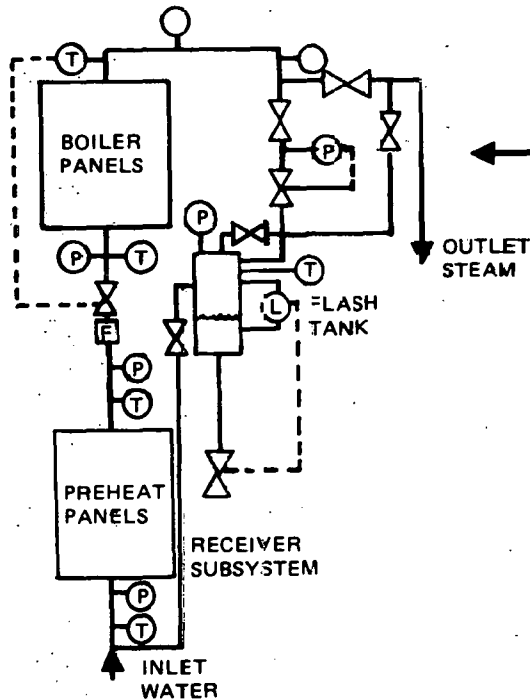 T
BOILER
PANELS
P
P
P T
OUTLET
STEAM
T
L
FLASH
TANK
F
P
T
PREHEAT
PANELS
RECEIVER
SUBSYSTEM
P
T
INLET
WATER